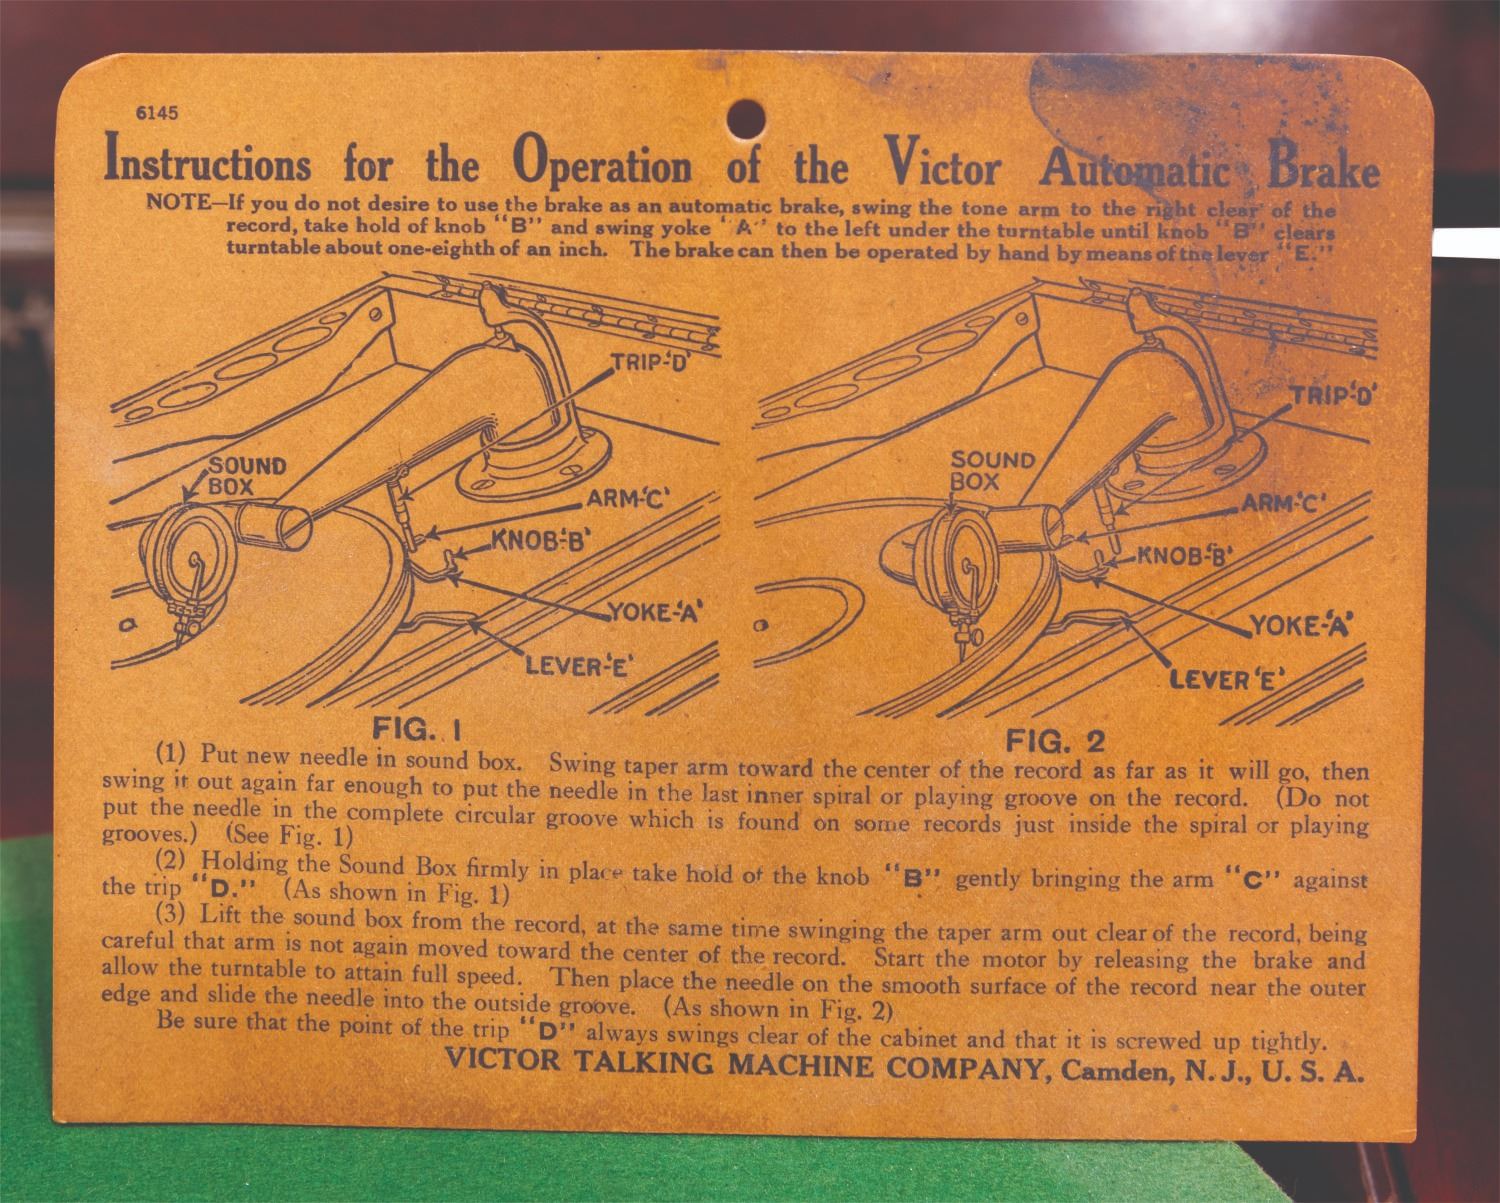 6145
Instructions for the Operation of the Victor Automatic Brake
NOTE—If you do not desire to use the brake as an automatic brake, swing the tone arm to the right clear of the
record, take hold of knob "B" and swing yoke "A" to the left under the turntable until knob "B" clears
turntable about one-eighth of an inch. The brake can then be operated by hand by means of the lever "E."
TRIP-'D'
SOUND
BOX
ARM-'C'
KNOB-'B'
YOKE-'A'
LEVER-'E'
FIG. 1
TRIP-'D'
SOUND
BOX
ARM-'C'
KNOB-'B'
YOKE-'A'
LEVER 'E'
FIG. 2
(1) Put new needle in sound box. Swing taper arm toward the center of the record as far as it will go, then
swing it out again far enough to put the needle in the last inner spiral or playing groove on the record. (Do not
put the needle in the complete circular groove which is found on some records just inside the spiral or playing
grooves.) (See Fig. 1)
(2) Holding the Sound Box firmly in place take hold of the knob "B" gently bringing the arm "C" against
the trip "D." (As shown in Fig. 1)
(3) Lift the sound box from the record, at the same time swinging the taper arm out clear of the record, being
careful that arm is not again moved toward the center of the record. Start the motor by releasing the brake and
allow the turntable to attain full speed. Then place the needle on the smooth surface of the record near the outer
edge and slide the needle into the outside groove. (As shown in Fig. 2)
Be sure that the point of the trip "D" always swings clear of the cabinet and that it is screwed up tightly.
VICTOR TALKING MACHINE COMPANY, Camden, N. J., U. S. A.